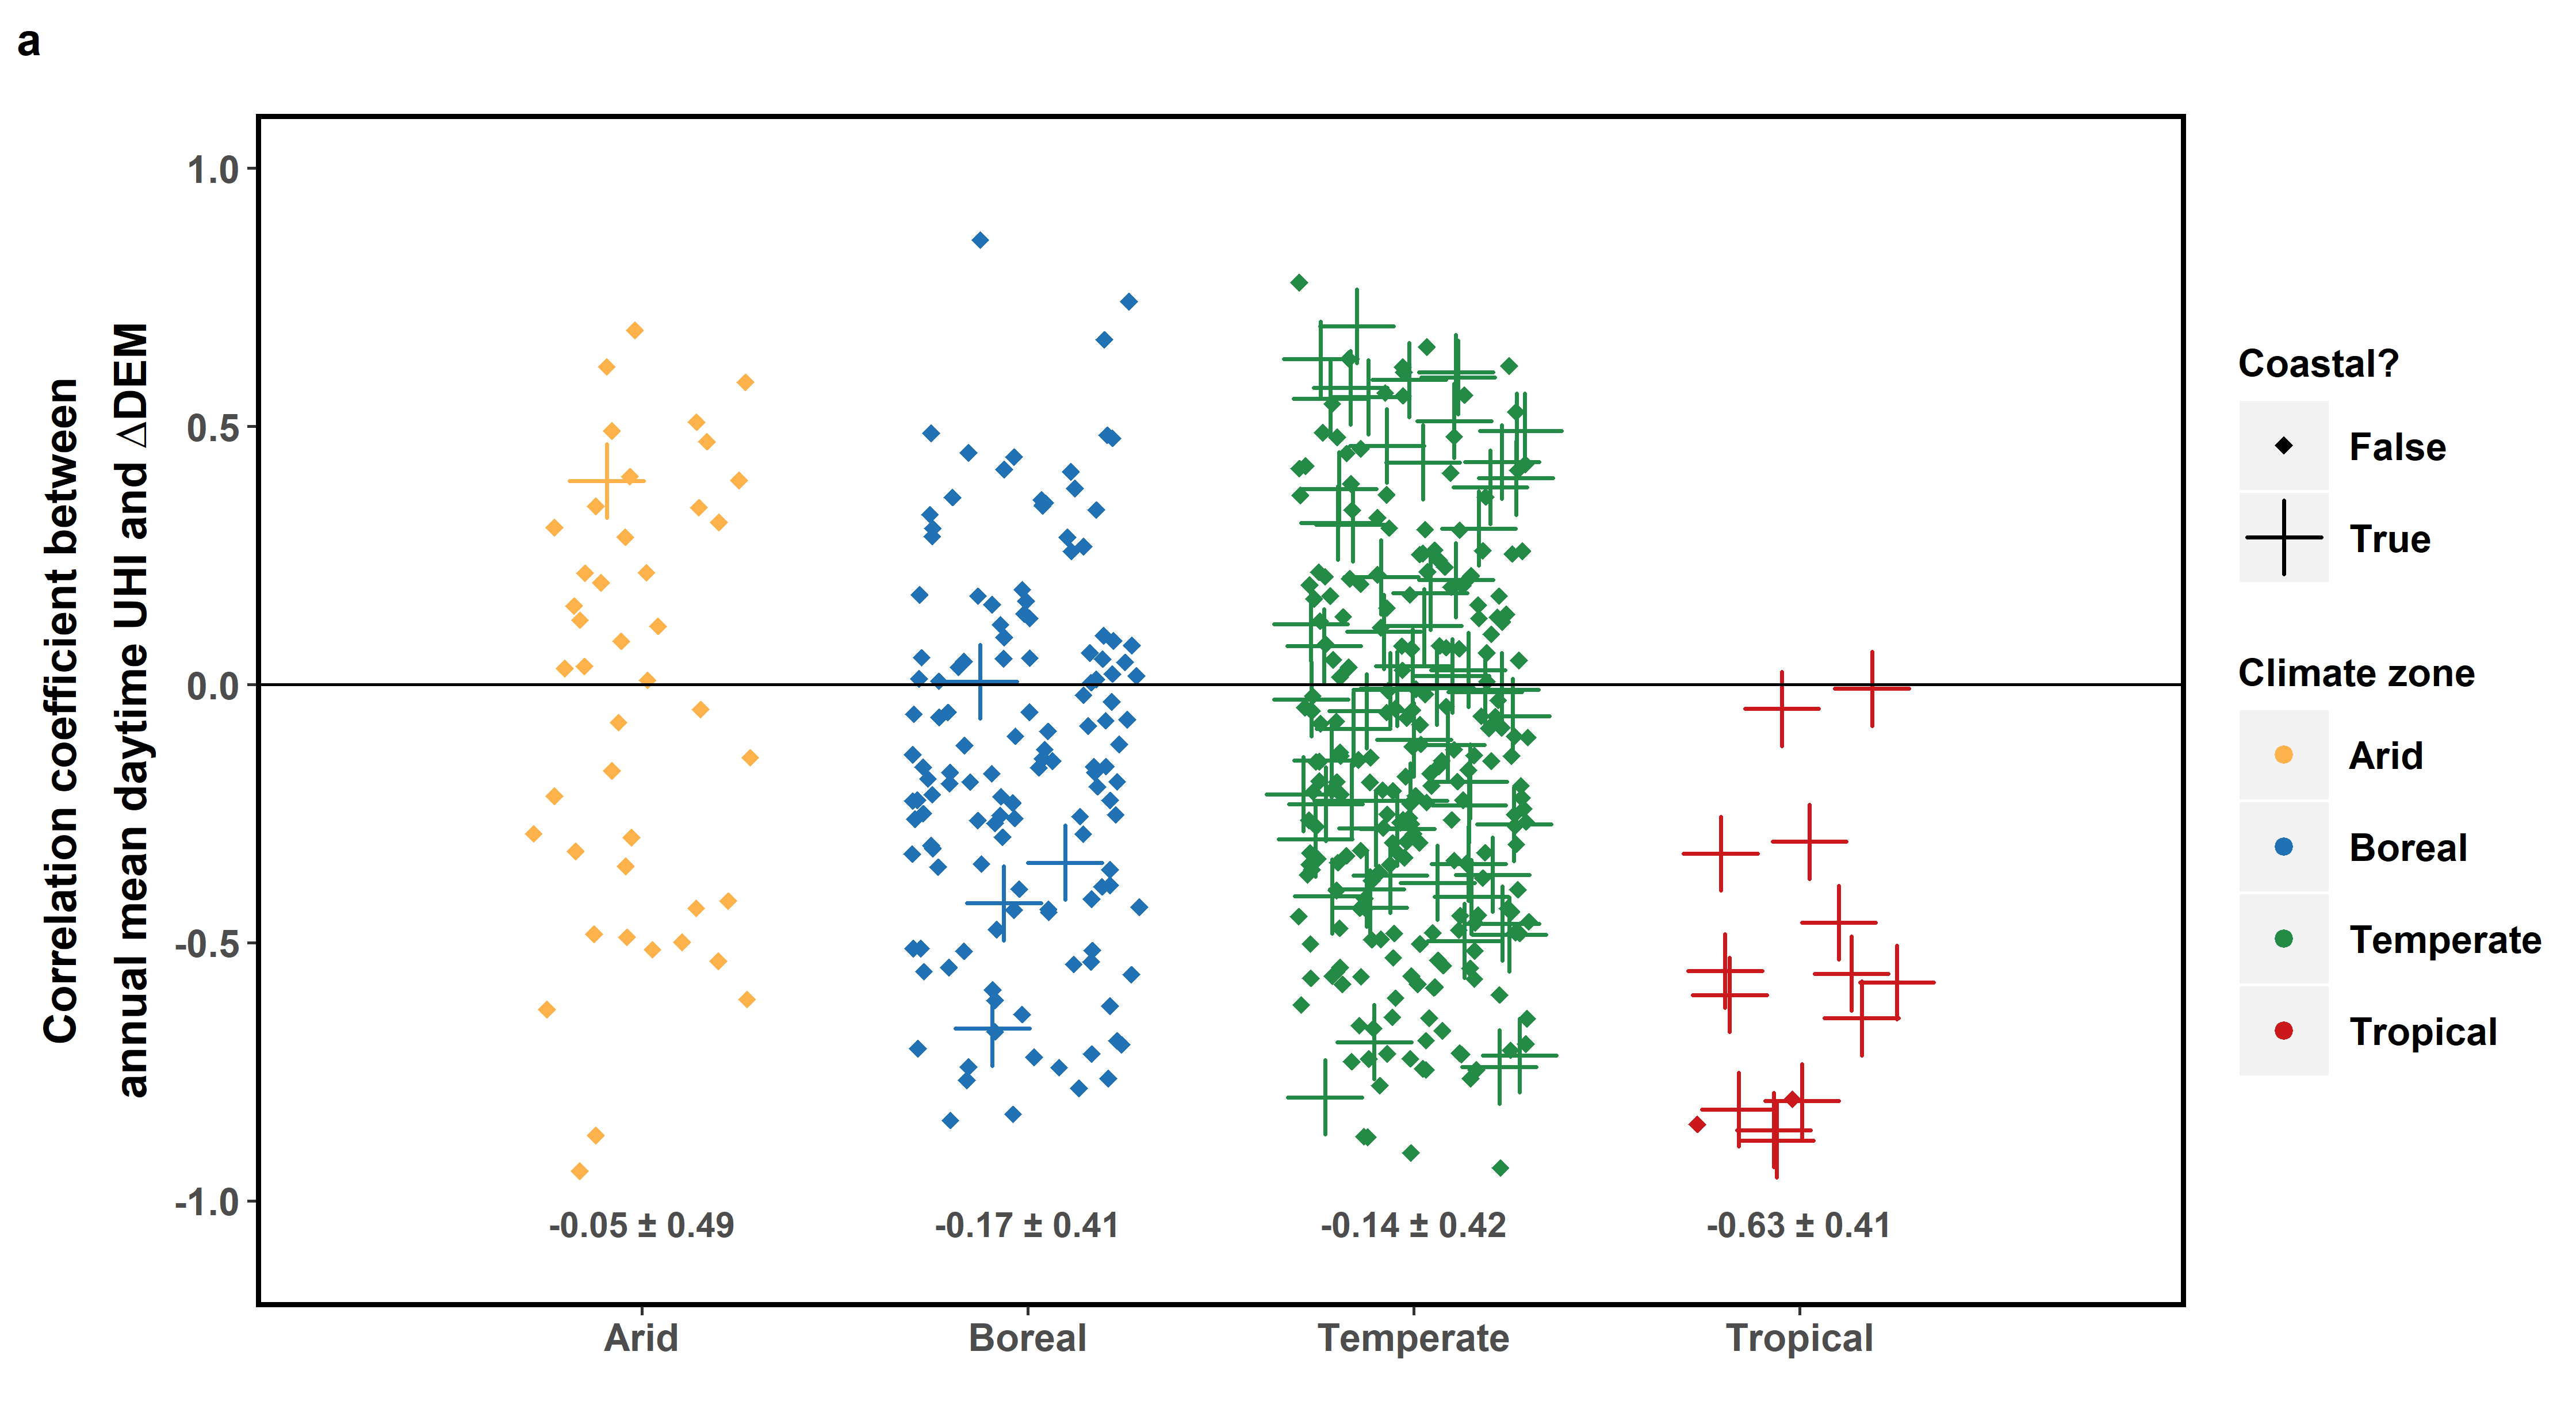 a
Correlation coefficient between
annual mean daytime UHI and ΔDEM
1.0
0.5
0.0
-0.5
-1.0
-0.05 ± 0.49
-0.17 ± 0.41
-0.14 ± 0.42
-0.63 ± 0.41
Arid
Boreal
Temperate
Tropical
Coastal?
False
True
Climate zone
Arid
Boreal
Temperate
Tropical